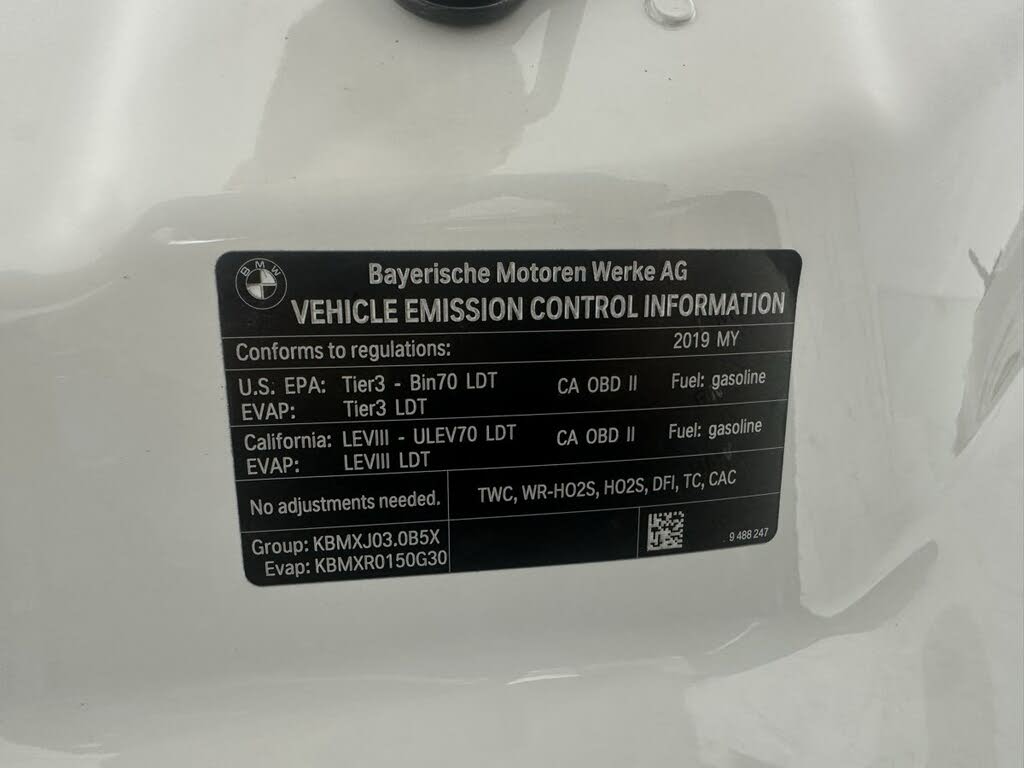 BMW
Bayerische Motoren Werke AG
VEHICLE EMISSION CONTROL INFORMATION
Conforms to regulations: 2019 MY
U.S. EPA: Tier3 - Bin70 LDT CA OBD II Fuel: gasoline
EVAP: Tier3 LDT
California: LEVIII - ULEV70 LDT CA OBD II Fuel: gasoline
EVAP: LEVIII LDT
No adjustments needed. TWC, WR-HO2S, HO2S, DFI, TC, CAC
Group: KBMXJ03.0B5X
Evap: KBMXR0150G30
9 488 247